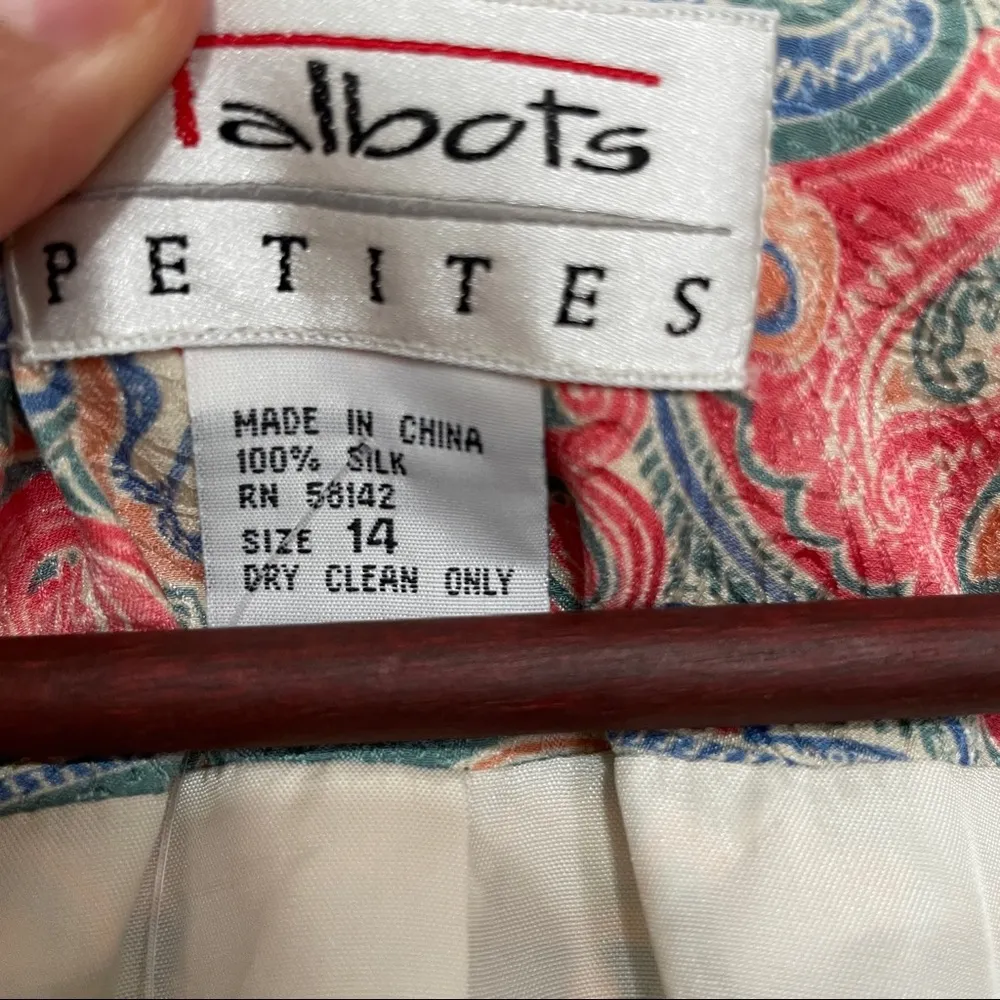 Talbots
PETITES
MADE IN CHINA
100% SILK
RN 58142
SIZE 14
DRY CLEAN ONLY